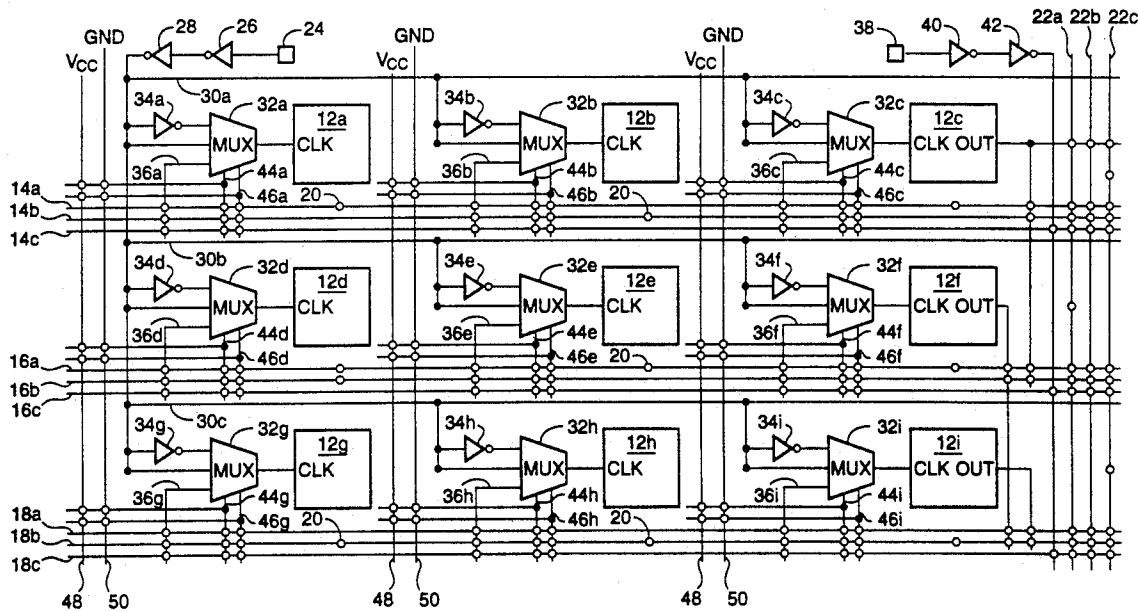 28 26 24 38 40 42 22a 22b 22c
GND GND GND
VCC VCC VCC
30a
34a 32a 12a 34b 32b 12b 34c 32c 12c
MUX CLK MUX CLK MUX CLK OUT
36a 44a 36b 44b 36c 44c
14a 46a 20 46b 20 46c
14b
14c
30b
34d 32d 12d 34e 32e 12e 34f 32f 12f
MUX CLK MUX CLK MUX CLK OUT
36d 44d 36e 44e 36f 44f
46d 20 46e 20 46f
16a
16b
16c
30c
34g 32g 12g 34h 32h 12h 34i 32i 12i
MUX CLK MUX CLK MUX CLK OUT
36g 44g 36h 44h 36i 44i
18a 46g 20 46h 20 46i
18b
18c
48 50 48 50 48 50